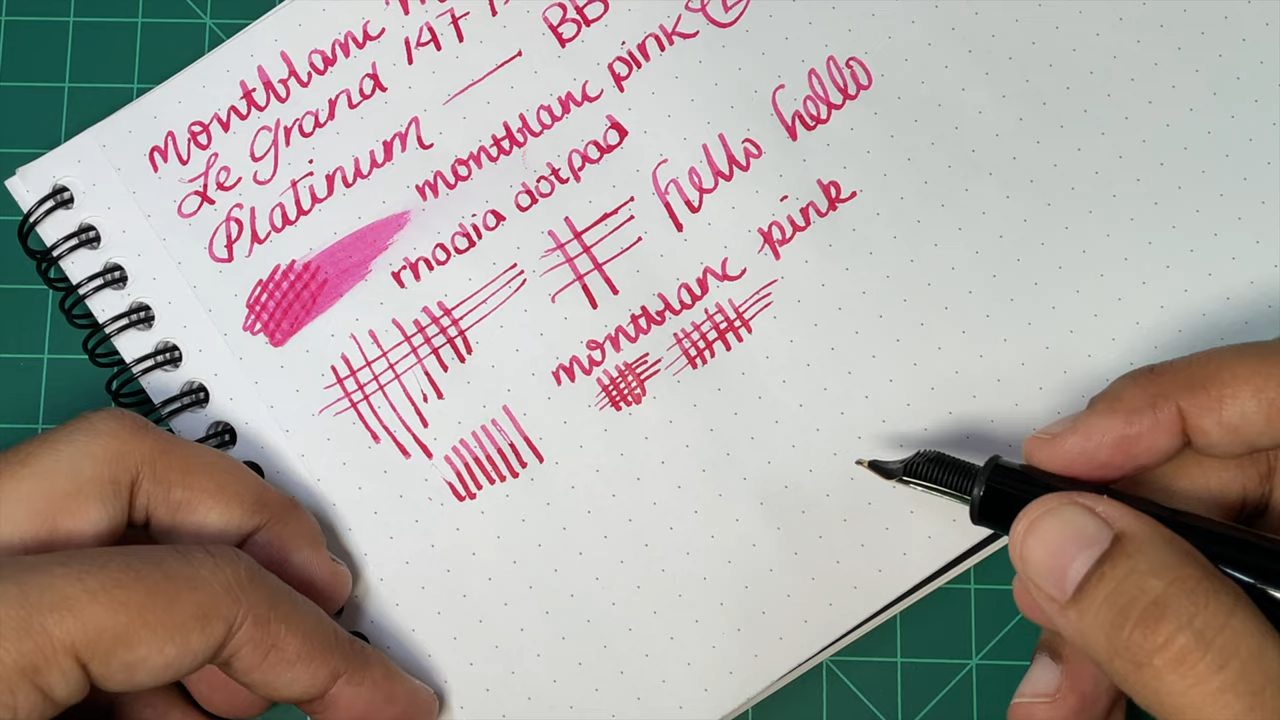 montblanc
Le Grand 147
Platinum — BB
montblanc pink
rhodia dotpad
hello hello
montblanc pink